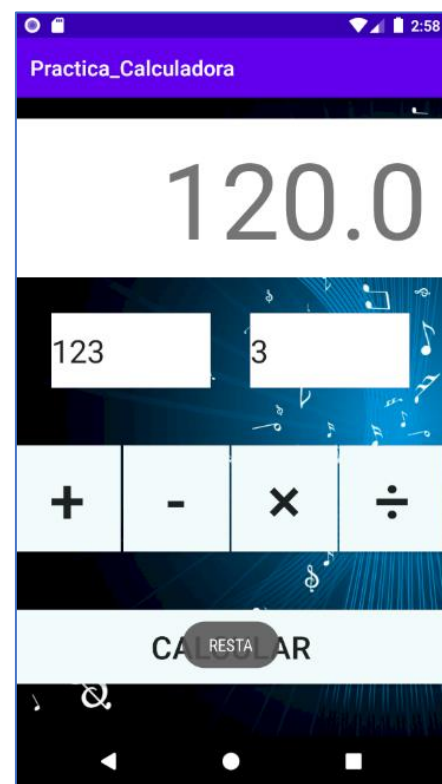 2:58
Practica_Calculadora
120.0
123 3
+ - × ÷
CALCULAR
RESTA